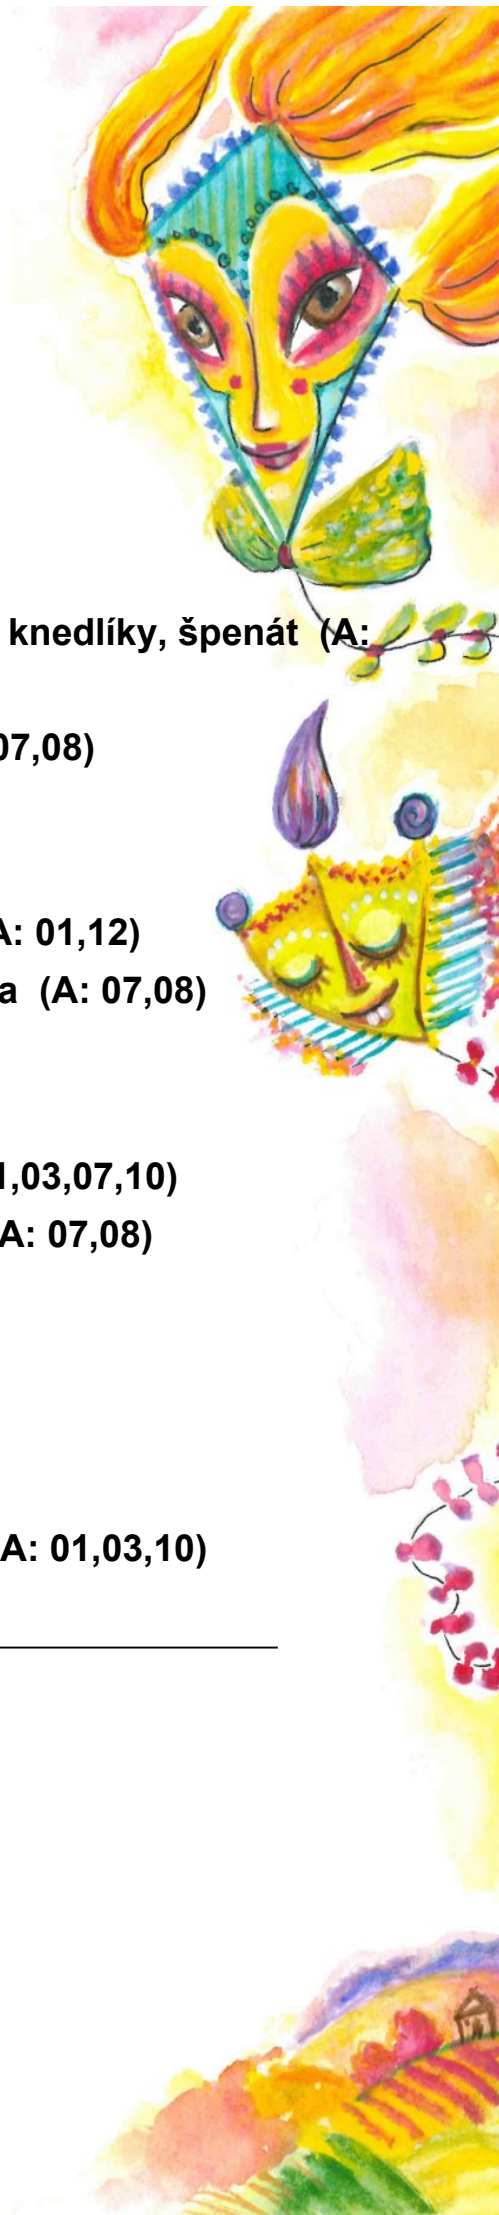 knedlíky, špenát (A:
07,08)
A: 01,12)
a (A: 07,08)
1,03,07,10)
A: 07,08)
A: 01,03,10)